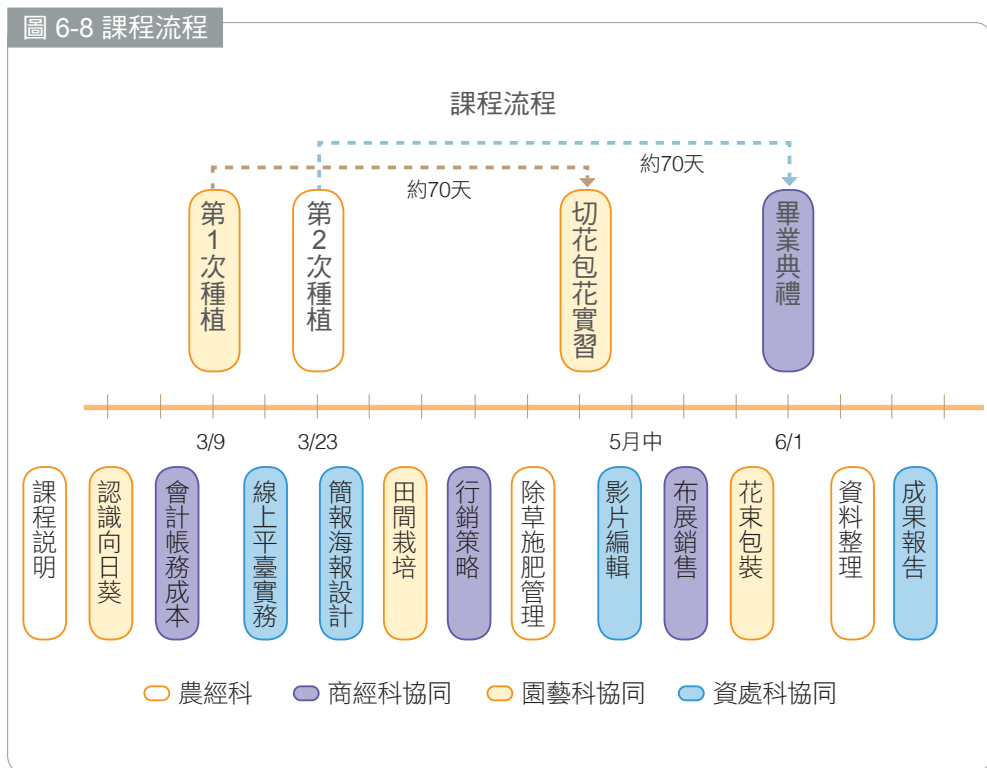 圖 6-8 課程流程
課程流程
約70天
約70天
第1次種植
第2次種植
切花包花實習
畢業典禮
3/9
3/23
5月中
6/1
課程説明
認識向日葵
會計帳務成本
線上平臺實務
簡報海報設計
田間栽培
行銷策略
除草施肥管理
影片編輯
布展銷售
花束包裝
資料整理
成果報告
農經科
商經科協同
園藝科協同
資處科協同